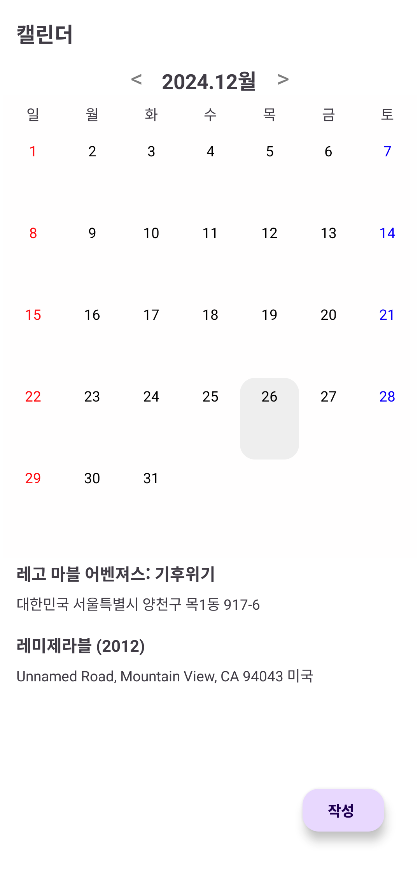 캘린더
< 2024.12월 >
일 월 화 수 목 금 토
1 2 3 4 5 6 7
8 9 10 11 12 13 14
15 16 17 18 19 20 21
22 23 24 25 26 27 28
29 30 31
레고 마블 어벤져스: 기후위기
대한민국 서울특별시 양천구 목1동 917-6
레미제라블 (2012)
Unnamed Road, Mountain View, CA 94043 미국
작성